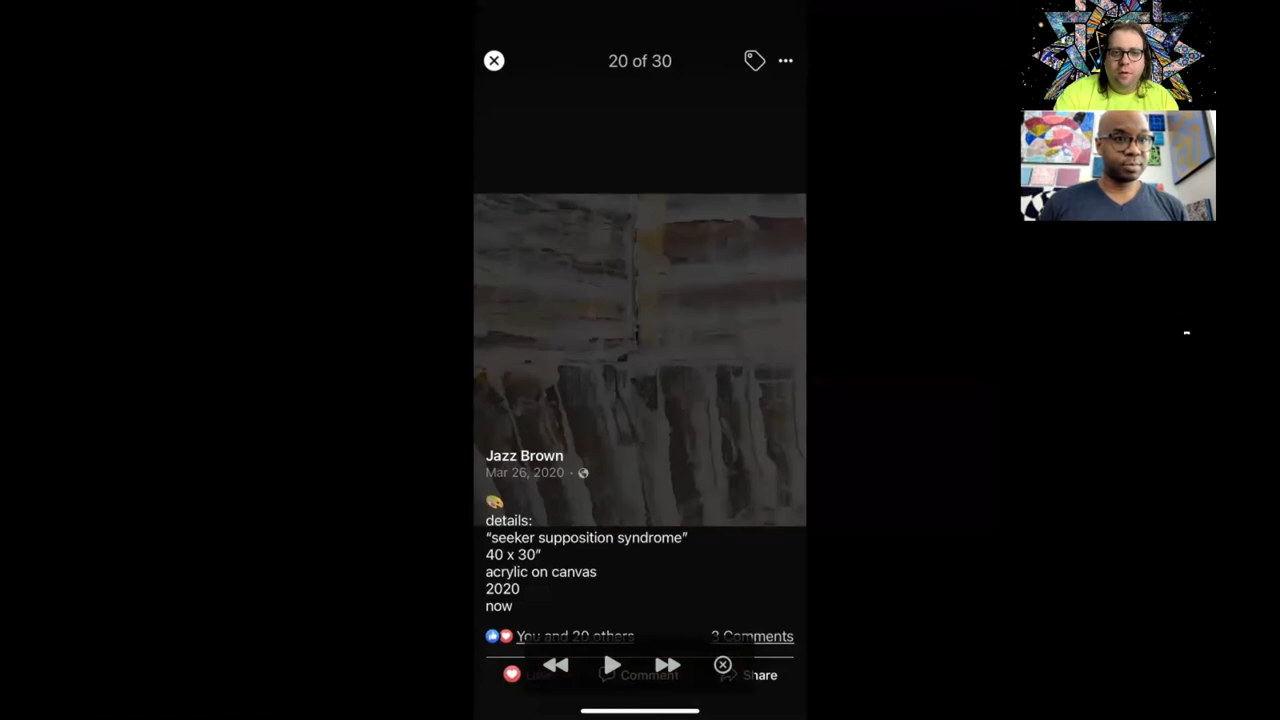 20 of 30
Jazz Brown
Mar 26, 2020 ·
details:
“seeker supposition syndrome”
40 x 30”
acrylic on canvas
2020
now
You and 20 others 3 Comments
Like Comment Share